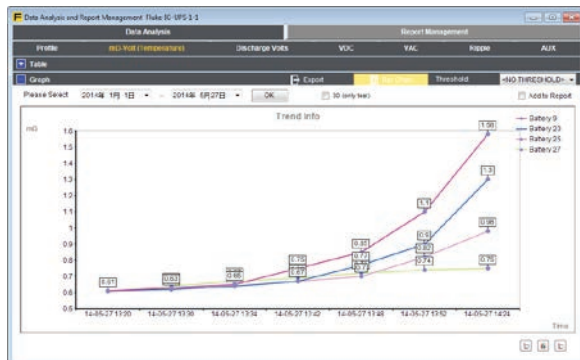 Data Analysis and Report Management Fluke BC-UPS-1-1
Data Analysis Report Management
Profile mΩ-Volt (Temperature) Discharge Volts VDC VAC Ripple AUX
Table
Graph Export Threshold <NO THRESHOLD>
Please Select 2014年 1月 1日 - 2014年 5月27日 OK 3D (only test) Add to Report
Trend Info
mΩ
Battery 9
Battery 23
Battery 25
Battery 27
1.6
1.5
1.4
1.3
1.2
1.1
1.0
0.9
0.8
0.7
0.6
0.5
1.58
1.3
1.1
0.98
0.9
0.85
0.82
0.75
0.75
0.74
0.73
0.7
0.67
0.65
0.63
0.61
14-05-27 13:20 14-05-27 13:30 14-05-27 13:34 14-05-27 13:42 14-05-27 13:48 14-05-27 13:52 14-05-27 14:24
Time